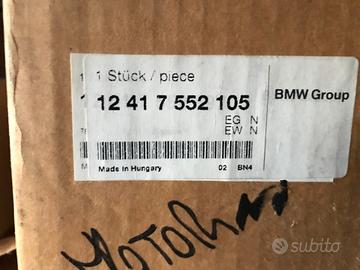 1 Stück / piece
12 41 7 552 105
EG N
EW N
BMW Group
Made in Hungary
02 BN4
subito